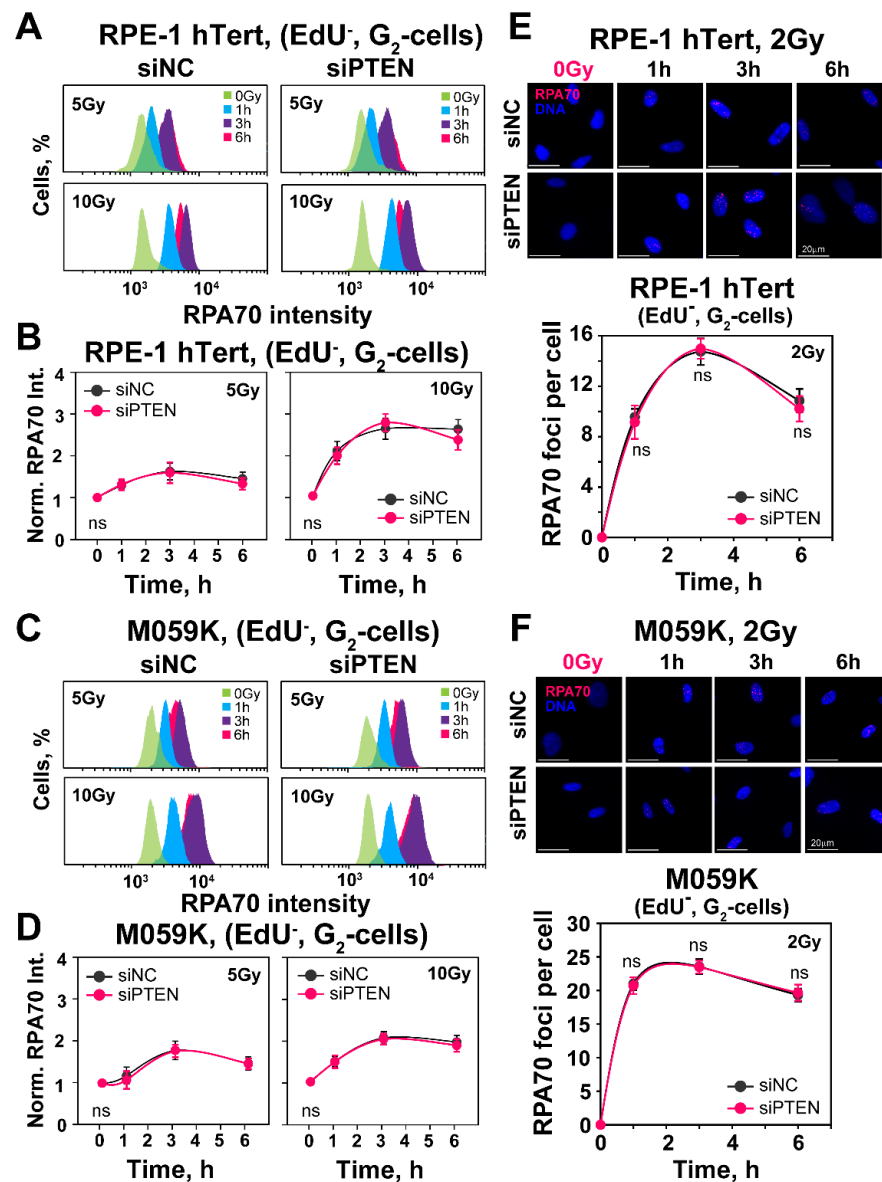 A
RPE-1 hTert, (EdU⁻, G₂-cells)
siNC
siPTEN
5Gy
0Gy
1h
3h
6h
5Gy
0Gy
1h
3h
6h
Cells, %
10Gy
10Gy
10³
10⁴
10³
10⁴
RPA70 intensity
B
RPE-1 hTert, (EdU⁻, G₂-cells)
Norm. RPA70 Int.
4
3
2
1
0
siNC
siPTEN
5Gy
ns
0 1 2 3 4 5 6
Time, h
10Gy
siNC
siPTEN
ns
0 1 2 3 4 5 6
Time, h
C
M059K, (EdU⁻, G₂-cells)
siNC
siPTEN
5Gy
0Gy
1h
3h
6h
5Gy
0Gy
1h
3h
6h
Cells, %
10Gy
10Gy
10³
10⁴
10³
10⁴
RPA70 intensity
D
M059K, (EdU⁻, G₂-cells)
Norm. RPA70 Int.
4
3
2
1
0
siNC
siPTEN
5Gy
ns
0 1 2 3 4 5 6
Time, h
siNC
siPTEN
10Gy
ns
0 1 2 3 4 5 6
Time, h
E
RPE-1 hTert, 2Gy
0Gy
1h
3h
6h
siNC
RPA70
DNA
siPTEN
20μm
RPE-1 hTert
(EdU⁻, G₂-cells)
RPA70 foci per cell
16
12
8
4
0
2Gy
ns
ns
ns
siNC
siPTEN
0 2 4 6
Time, h
F
M059K, 2Gy
0Gy
1h
3h
6h
siNC
RPA70
DNA
siPTEN
20μm
M059K
(EdU⁻, G₂-cells)
RPA70 foci per cell
30
25
20
15
10
5
0
2Gy
ns
ns
ns
siNC
siPTEN
0 2 4 6
Time, h